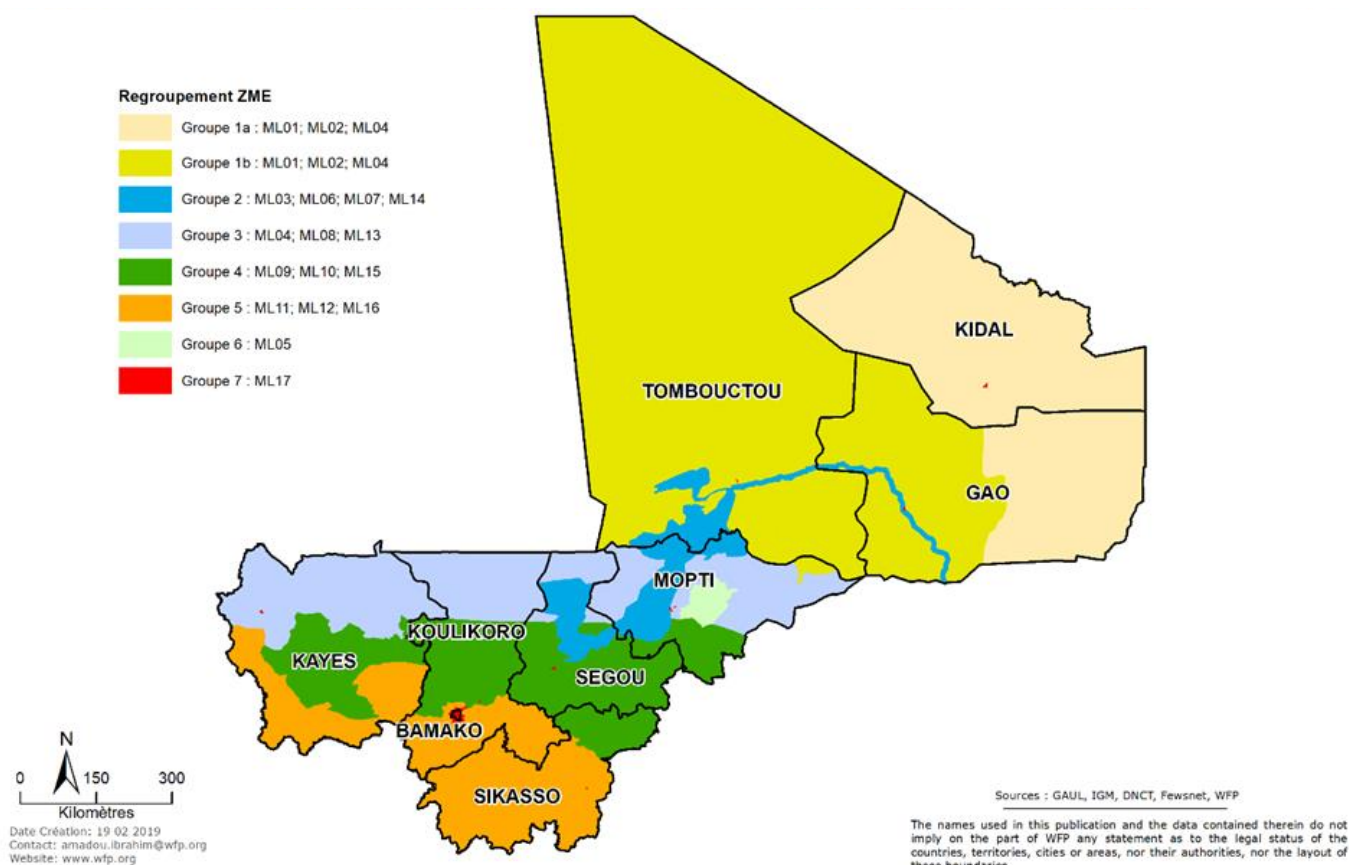 Regroupement ZME
Groupe 1a : ML01; ML02; ML04
Groupe 1b : ML01; ML02; ML04
Groupe 2 : ML03; ML06; ML07; ML14
Groupe 3 : ML04; ML08; ML13
Groupe 4 : ML09; ML10; ML15
Groupe 5 : ML11; ML12; ML16
Groupe 6 : ML05
Groupe 7 : ML17
KIDAL
TOMBOUCTOU
GAO
MOPTI
KOULIKORO
KAYES
SEGOU
BAMAKO
SIKASSO
N
0 150 300
Kilomètres
Date Création: 19 02 2019
Contact: amadou.ibrahim@wfp.org
Website: www.wfp.org
Sources : GAUL, IGM, DNCT, Fewsnet, WFP
The names used in this publication and the data contained therein do not
imply on the part of WFP any statement as to the legal status of the
countries, territories, cities or areas, nor their authorities, nor the layout of